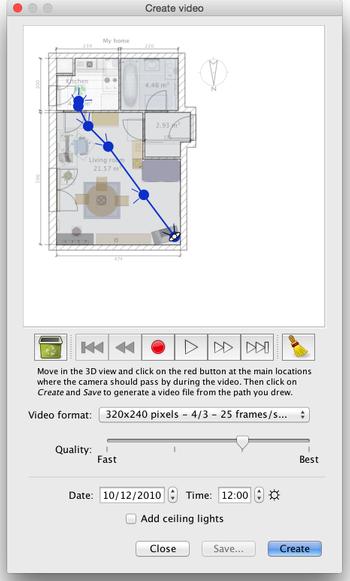 Create video
My home
259
220
Kitchen
4.48 m²
N
2.93 m²
Living room
21.57 m²
474
Move in the 3D view and click on the red button at the main locations
where the camera should pass by during the video. Then click on
Create and Save to generate a video file from the path you drew.
Video format: 320x240 pixels – 4/3 – 25 frames/s...
Quality:
Fast Best
Date: 10/12/2010 Time: 12:00
Add ceiling lights
Close Save... Create